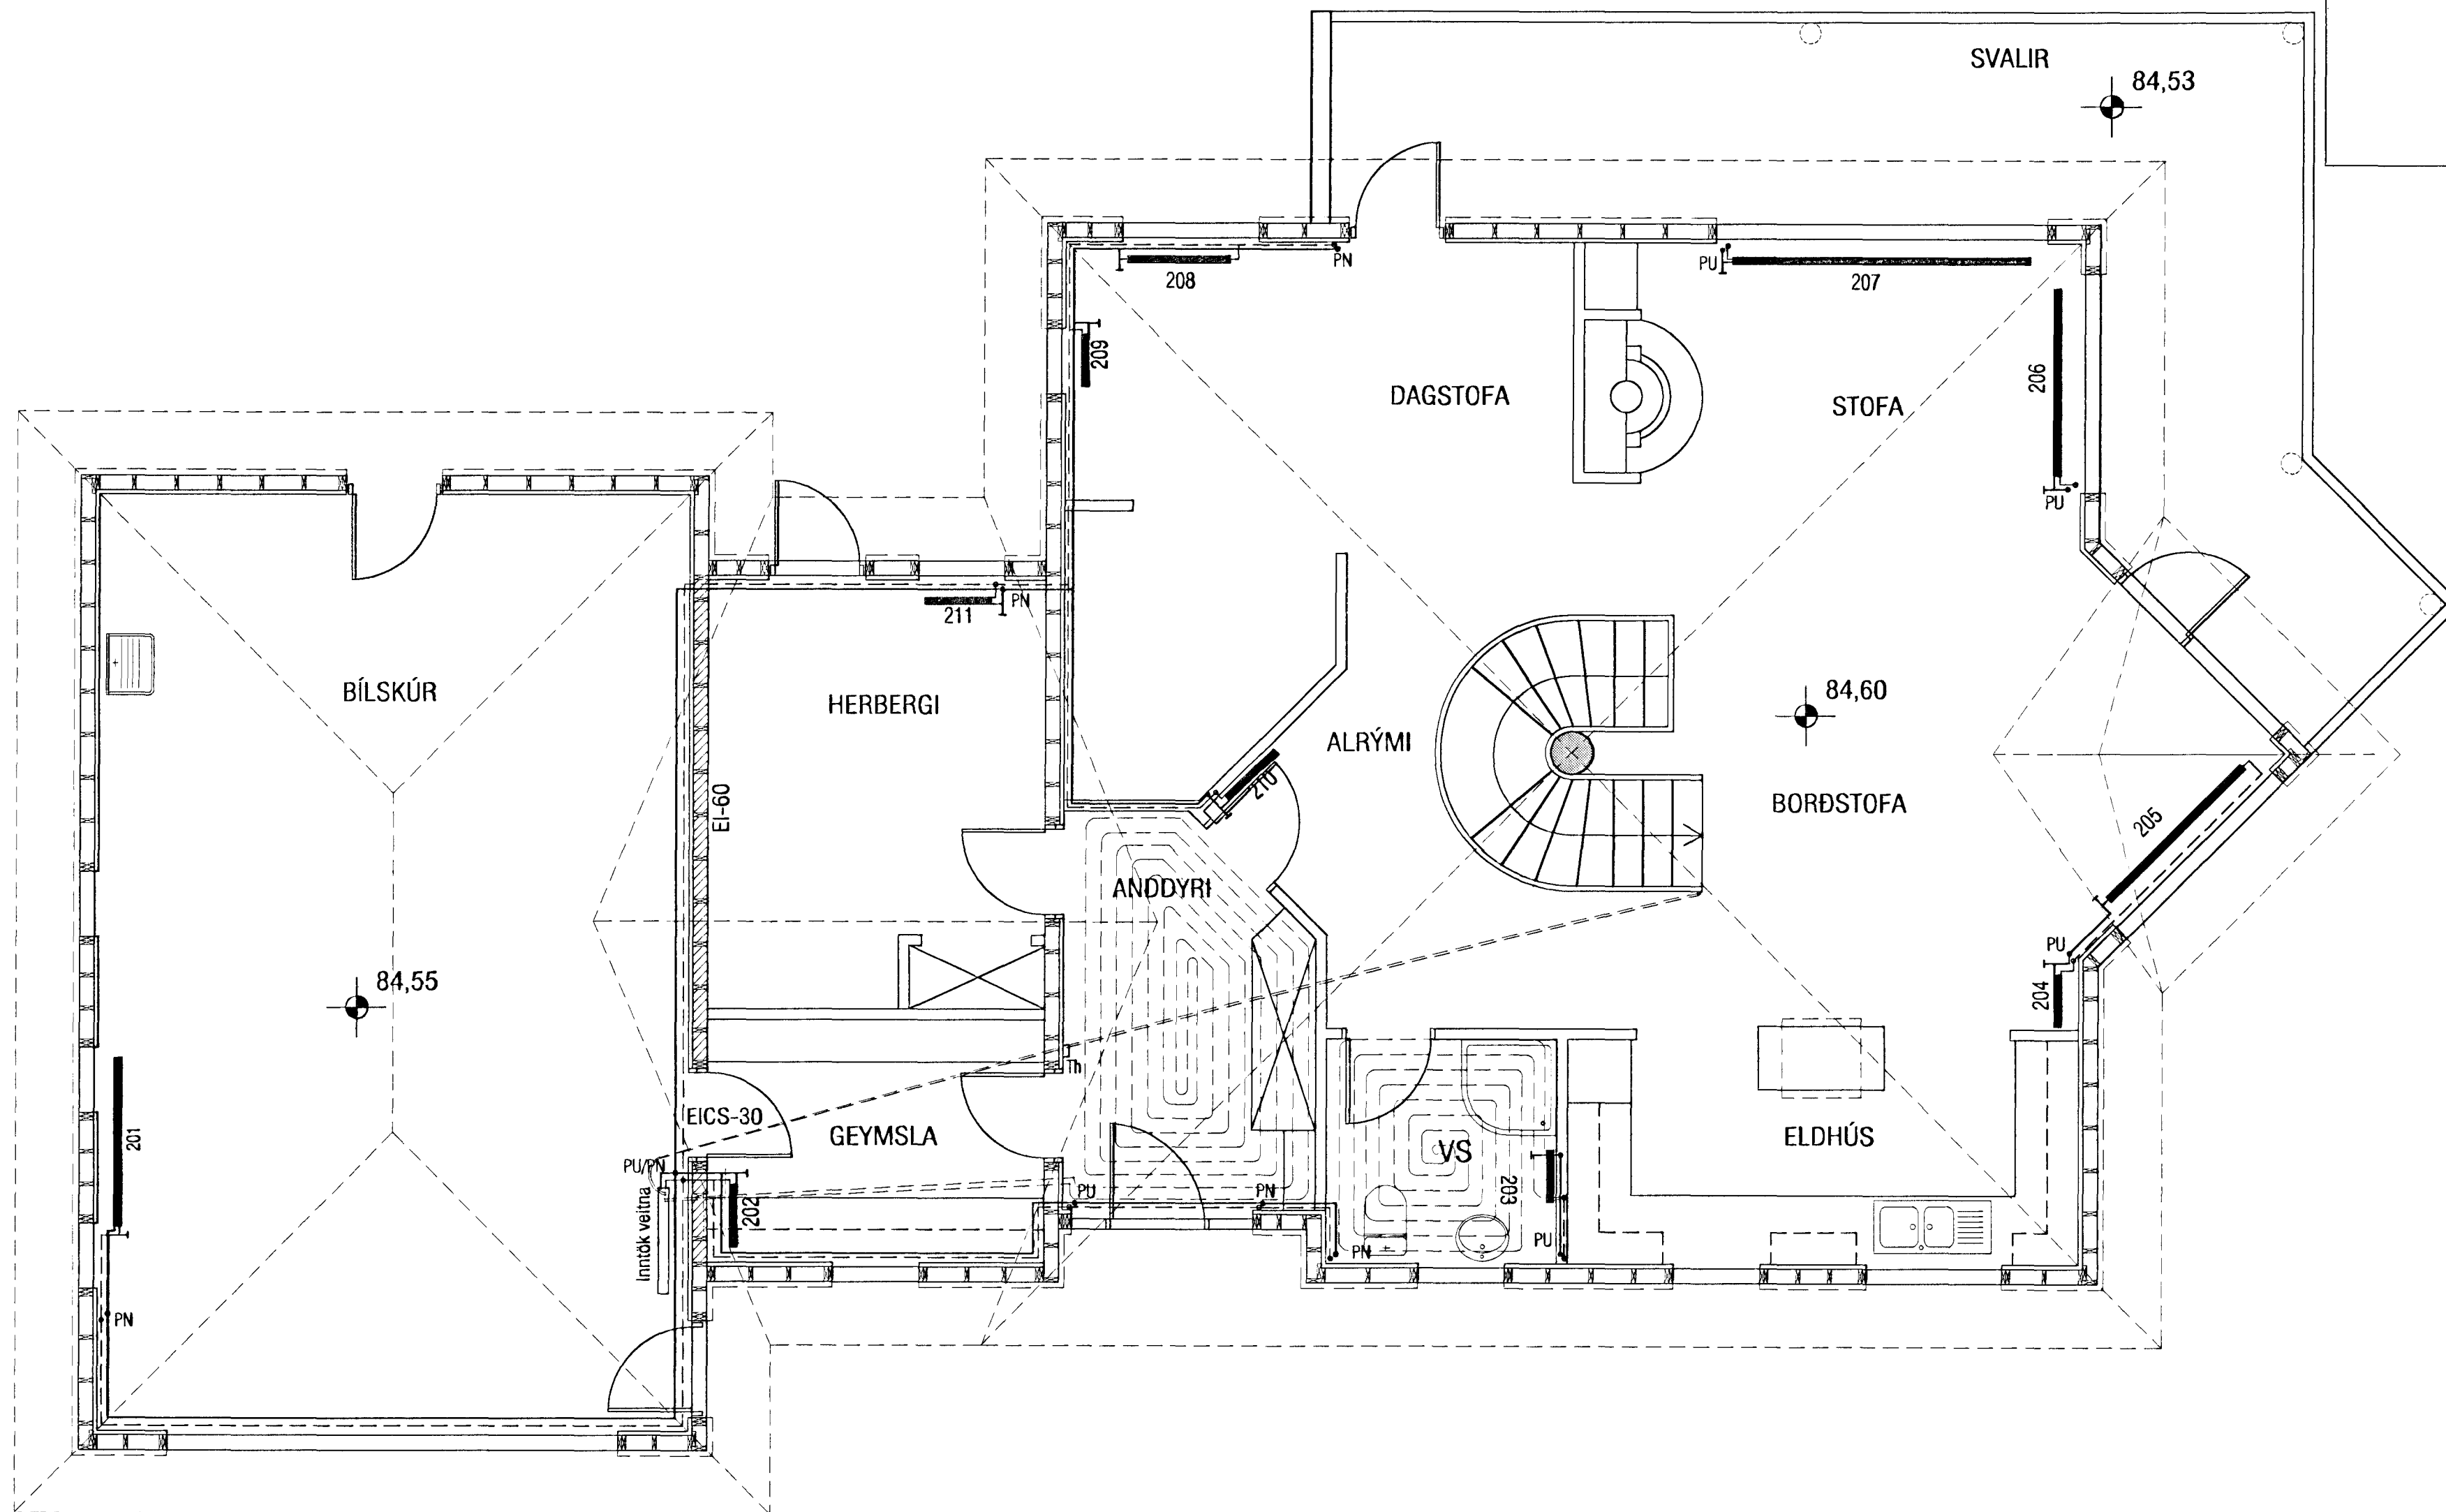 SVALIR
84,53
208
PN
PU
207
209
206
DAGSTOFA
STOFA
PU
211
PN
BÍLSKÚR
HERBERGI
84,60
ALRÝMI
210
EI-60
BORÐSTOFA
205
ANDDYRI
PU
84,55
204
Th
201
EICS-30
GEYMSLA
VS
ELDHÚS
PU/PN
Inntök veitna
202
PU
PN
203
PU
PN
PN